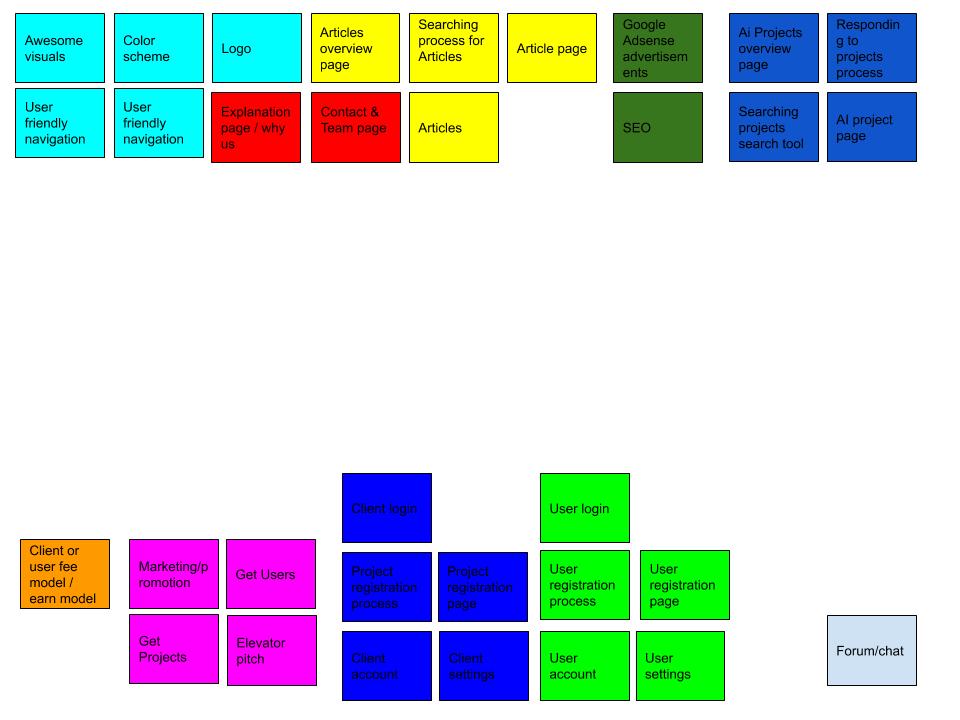 Awesome
visuals
Color
scheme
Logo
Articles
overview
page
Searching
process for
Articles
Article page
Google
Adsense
advertisem
ents
Ai Projects
overview
page
Respondin
g to
projects
process
User
friendly
navigation
User
friendly
navigation
Explanation
page / why
us
Contact &
Team page
Articles
SEO
Searching
projects
search tool
AI project
page
Client login
User login
Client or
user fee
model /
earn model
Marketing/p
romotion
Get Users
Project
registration
process
Project
registration
page
User
registration
process
User
registration
page
Get
Projects
Elevator
pitch
Client
account
Client
settings
User
account
User
settings
Forum/chat